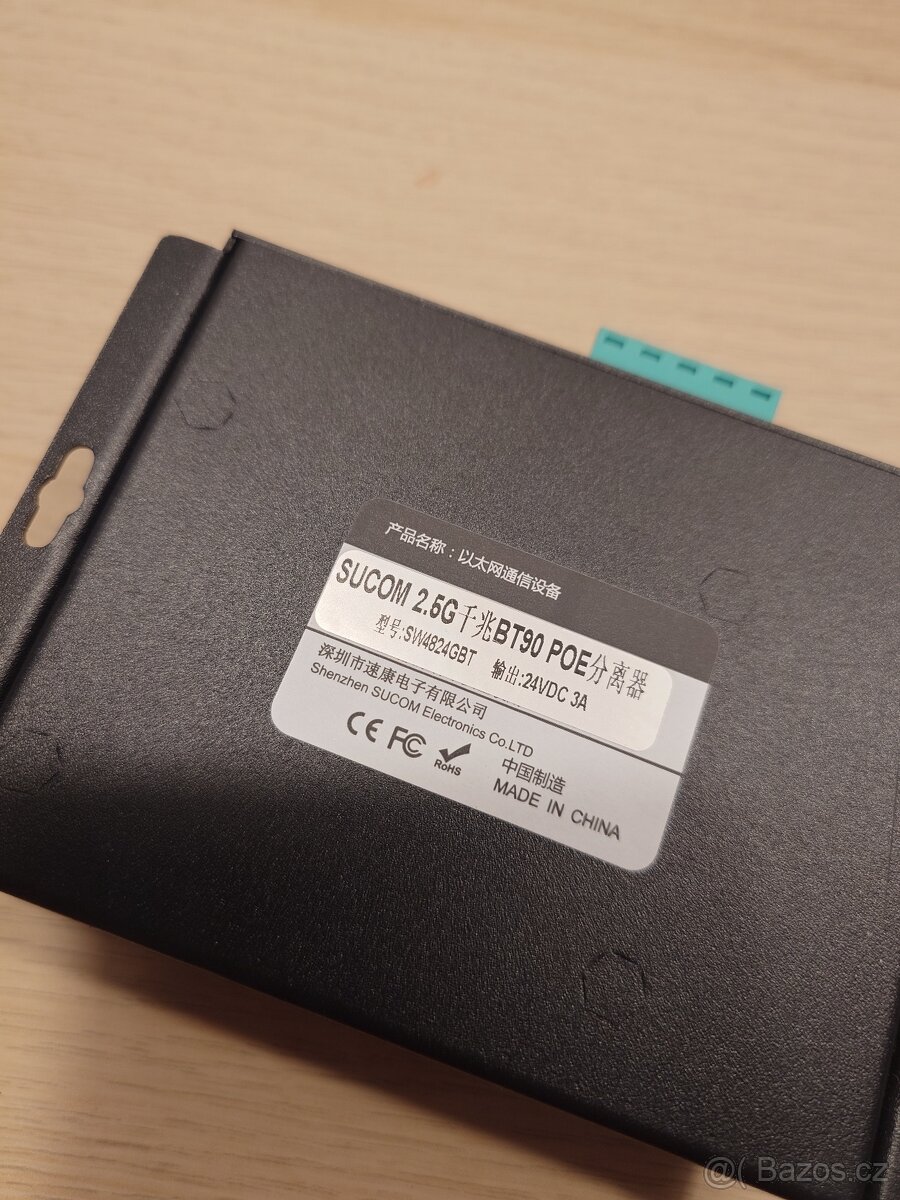 产品名称：以太网通信设备
SUCOM 2.5G千兆BT90 POE分离器
型号:SW4824GBT 输出:24VDC 3A
深圳市速康电子有限公司
Shenzhen SUCOM Electronics Co.LTD
CE FC RoHS
中国制造
MADE IN CHINA
@( Bazos.cz